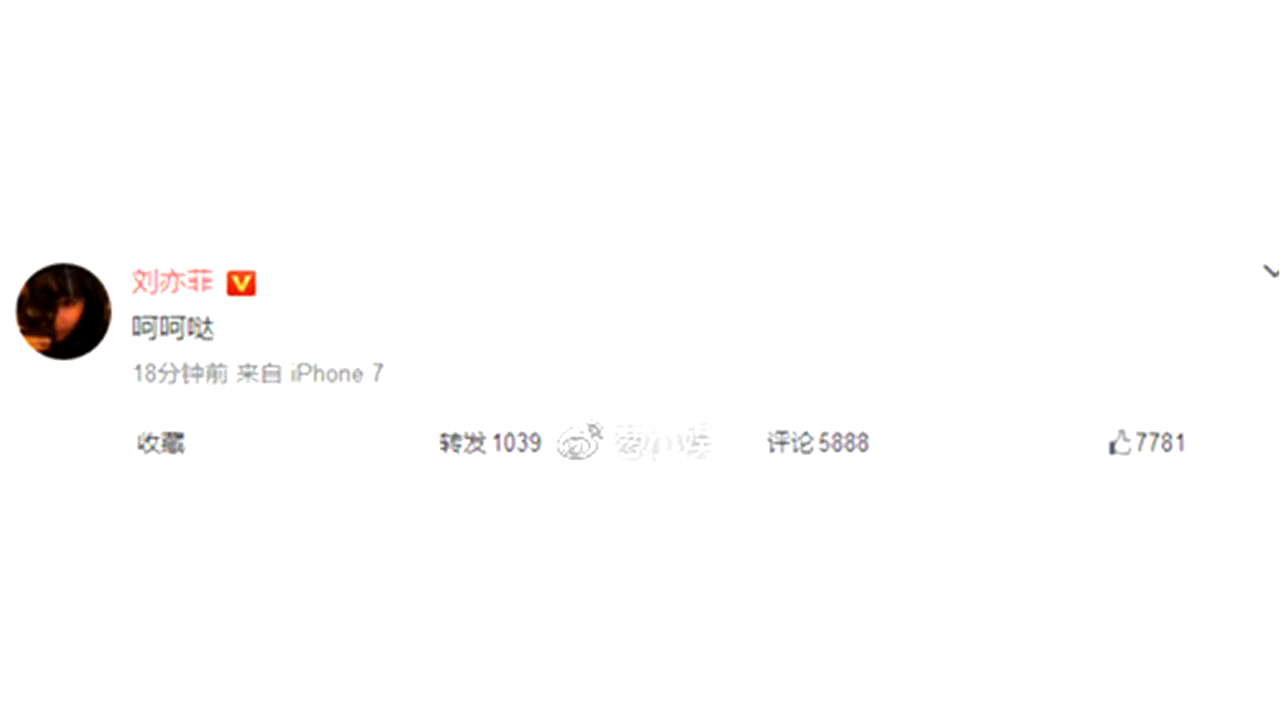 刘亦菲
呵呵哒
18分钟前 来自 iPhone 7
收藏 转发 1039 评论 5888 7781